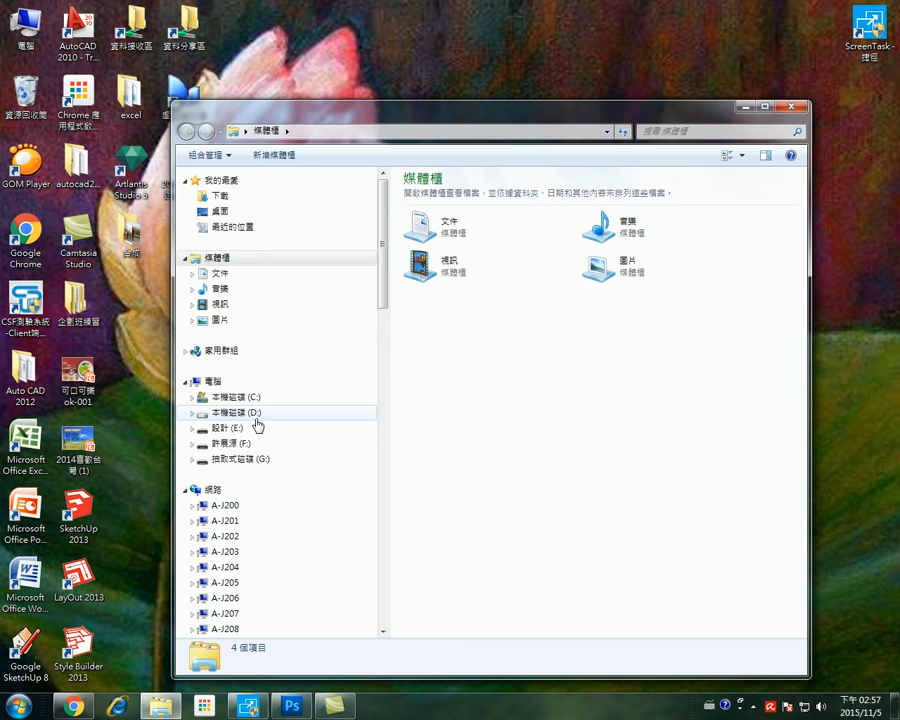 電腦
AutoCAD
2010 - Tr...
資料接收區
資料分享區
ScreenTask -
捷徑
資源回收筒
Chrome 應
用程式啟...
excel
GOM Player
autocad2...
Artlantis
Studio 5
Google
Chrome
Camtasia
Studio
合成
CSF測驗系統
-Client端...
企劃班練習
Auto CAD
2012
可口可樂
ok-001
Microsoft
Office Exc...
2014喜歡台
灣 (1)
Microsoft
Office Po...
SketchUp
2013
Microsoft
Office Wo...
LayOut 2013
Google
SketchUp 8
Style Builder
2013
媒體櫃
搜尋 媒體櫃
組合管理
新增媒體櫃
我的最愛
下載
桌面
最近的位置
媒體櫃
文件
音樂
視訊
圖片
家用群組
電腦
本機磁碟 (C:)
本機磁碟 (D:)
設計 (E:)
許展源 (F:)
抽取式磁碟 (G:)
網路
A-J200
A-J201
A-J202
A-J203
A-J204
A-J205
A-J206
A-J207
A-J208
媒體櫃
開啟媒體櫃查看檔案，並依據資料夾、日期和其他內容來排列這些檔案。
文件
媒體櫃
音樂
媒體櫃
視訊
媒體櫃
圖片
媒體櫃
4 個項目
Ps
下午 02:57
2015/11/5